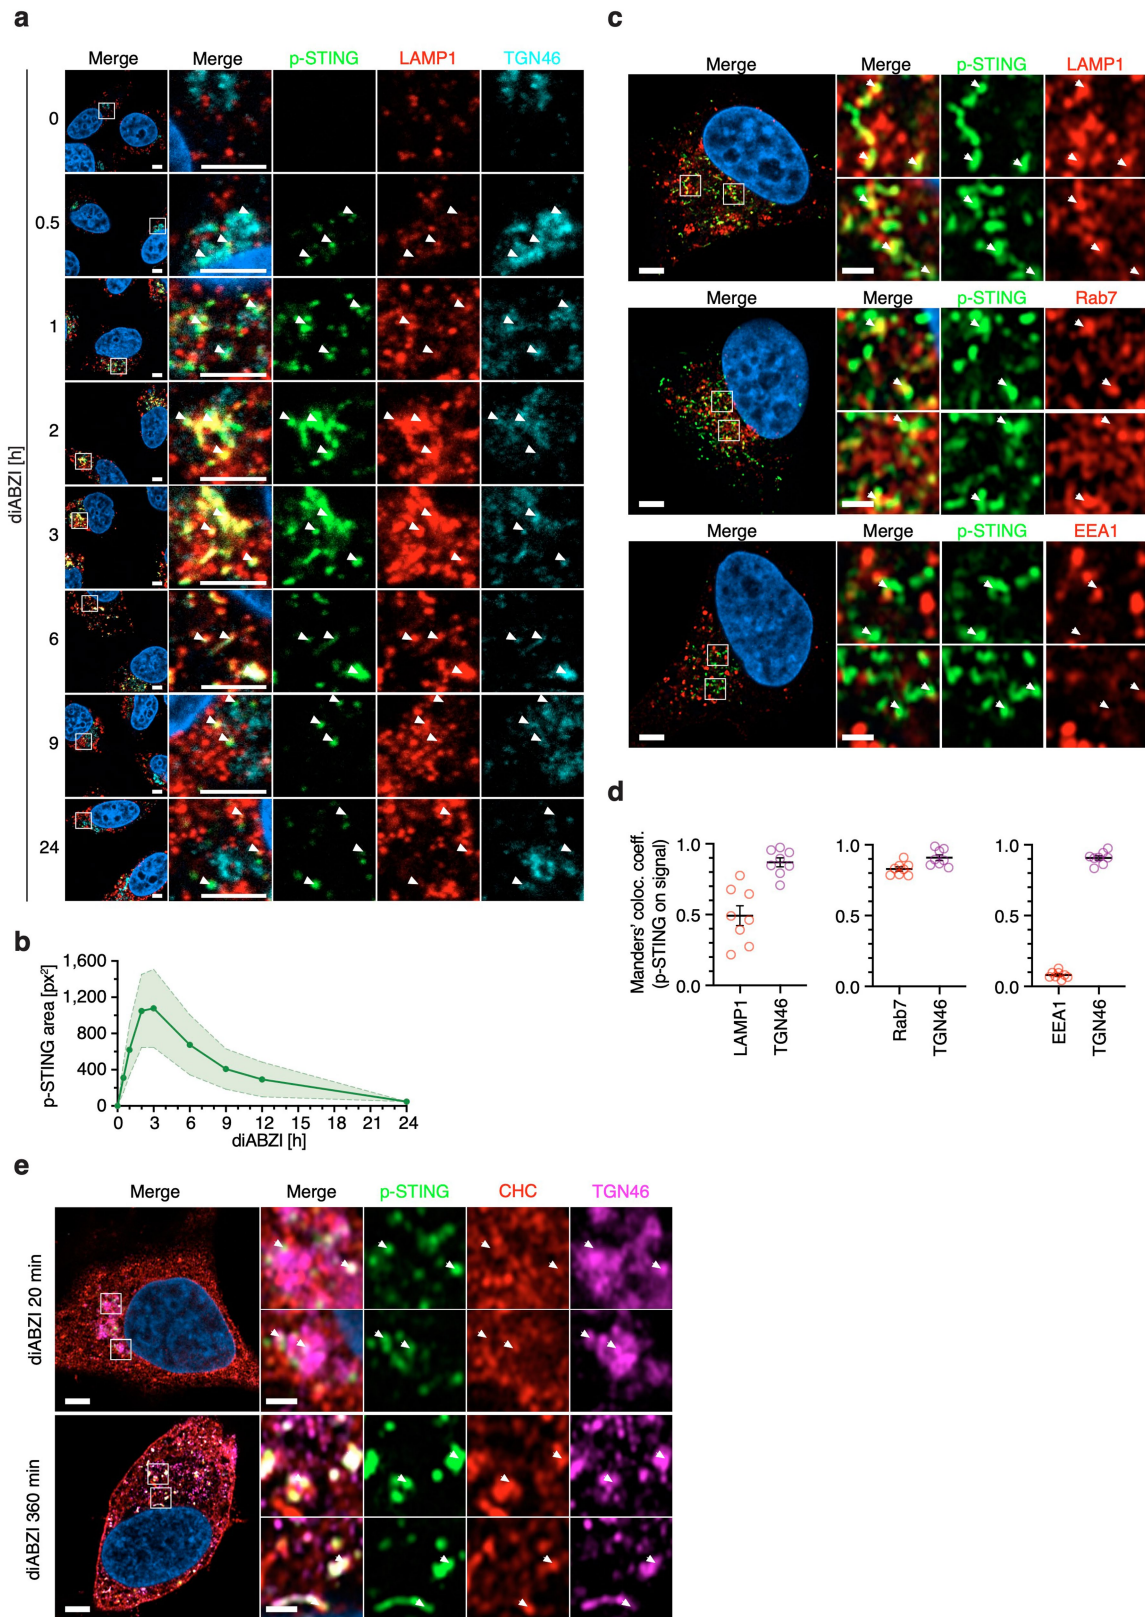 a
Merge Merge p-STING LAMP1 TGN46
diABZI [h]
0
0.5
1
2
3
6
9
24
b
p-STING area [px²]
1,600
1,200
800
400
0
0 3 6 9 12 15 18 21 24
diABZI [h]
c
Merge Merge p-STING LAMP1
Merge Merge p-STING Rab7
Merge Merge p-STING EEA1
d
Manders' coloc. coeff.
(p-STING on signal)
1.0 1.0 1.0
0.5 0.5 0.5
0.0 0.0 0.0
LAMP1 TGN46 Rab7 TGN46 EEA1 TGN46
e
Merge Merge p-STING CHC TGN46
diABZI 20 min
diABZI 360 min